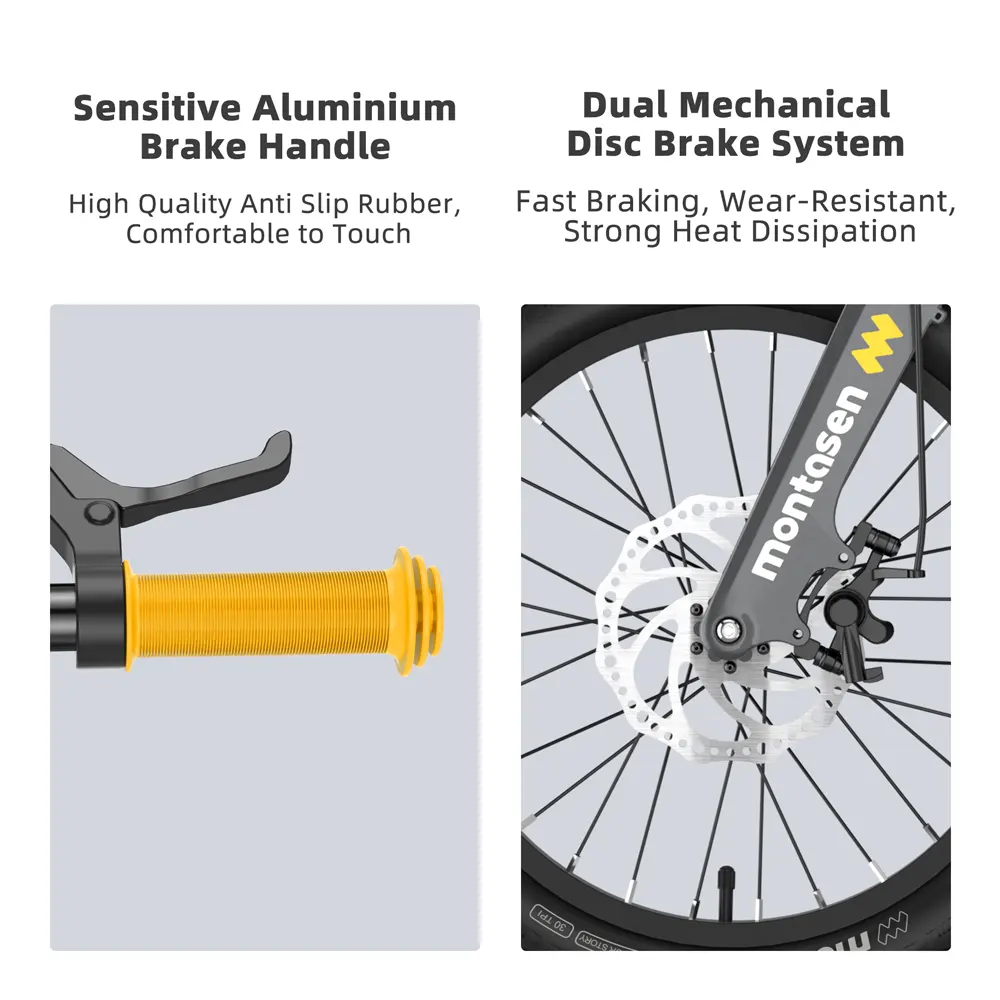 Sensitive Aluminium
Brake Handle
High Quality Anti Slip Rubber,
Comfortable to Touch
Dual Mechanical
Disc Brake System
Fast Braking, Wear-Resistant,
Strong Heat Dissipation
montasen
30 TPI